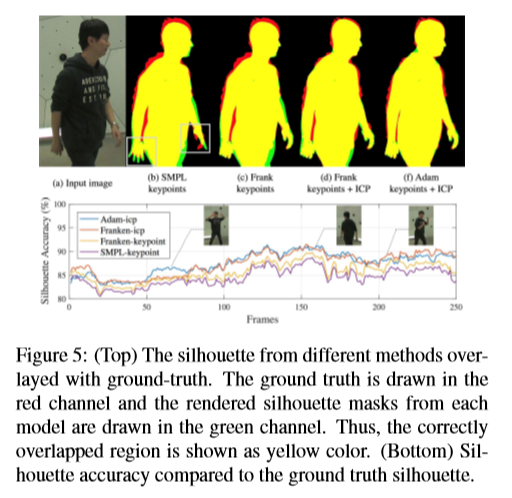 ABERCROM
ANE FIT
EST
(a) Input image
(b) SMPL
keypoints
(c) Frank
keypoints
(d) Frank
keypoints + ICP
(f) Adam
keypoints + ICP
Silhouette Accuracy (%)
100
95
90
85
80
Adam-icp
Franken-icp
Franken-keypoint
SMPL-keypoint
0
50
100
150
200
250
Frames
Figure 5: (Top) The silhouette from different methods over-
layed with ground-truth. The ground truth is drawn in the
red channel and the rendered silhouette masks from each
model are drawn in the green channel. Thus, the correctly
overlapped region is shown as yellow color. (Bottom) Sil-
houette accuracy compared to the ground truth silhouette.